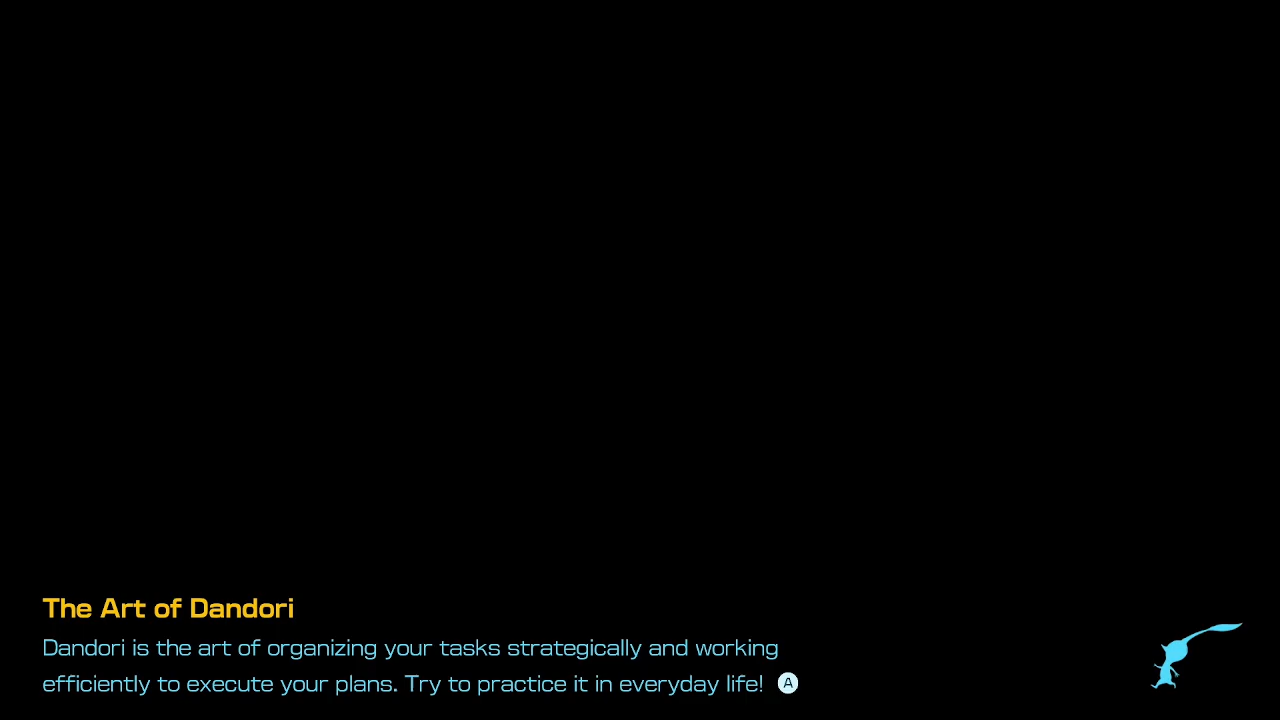 The Art of Dandori
Dandori is the art of organizing your tasks strategically and working
efficiently to execute your plans. Try to practice it in everyday life! A